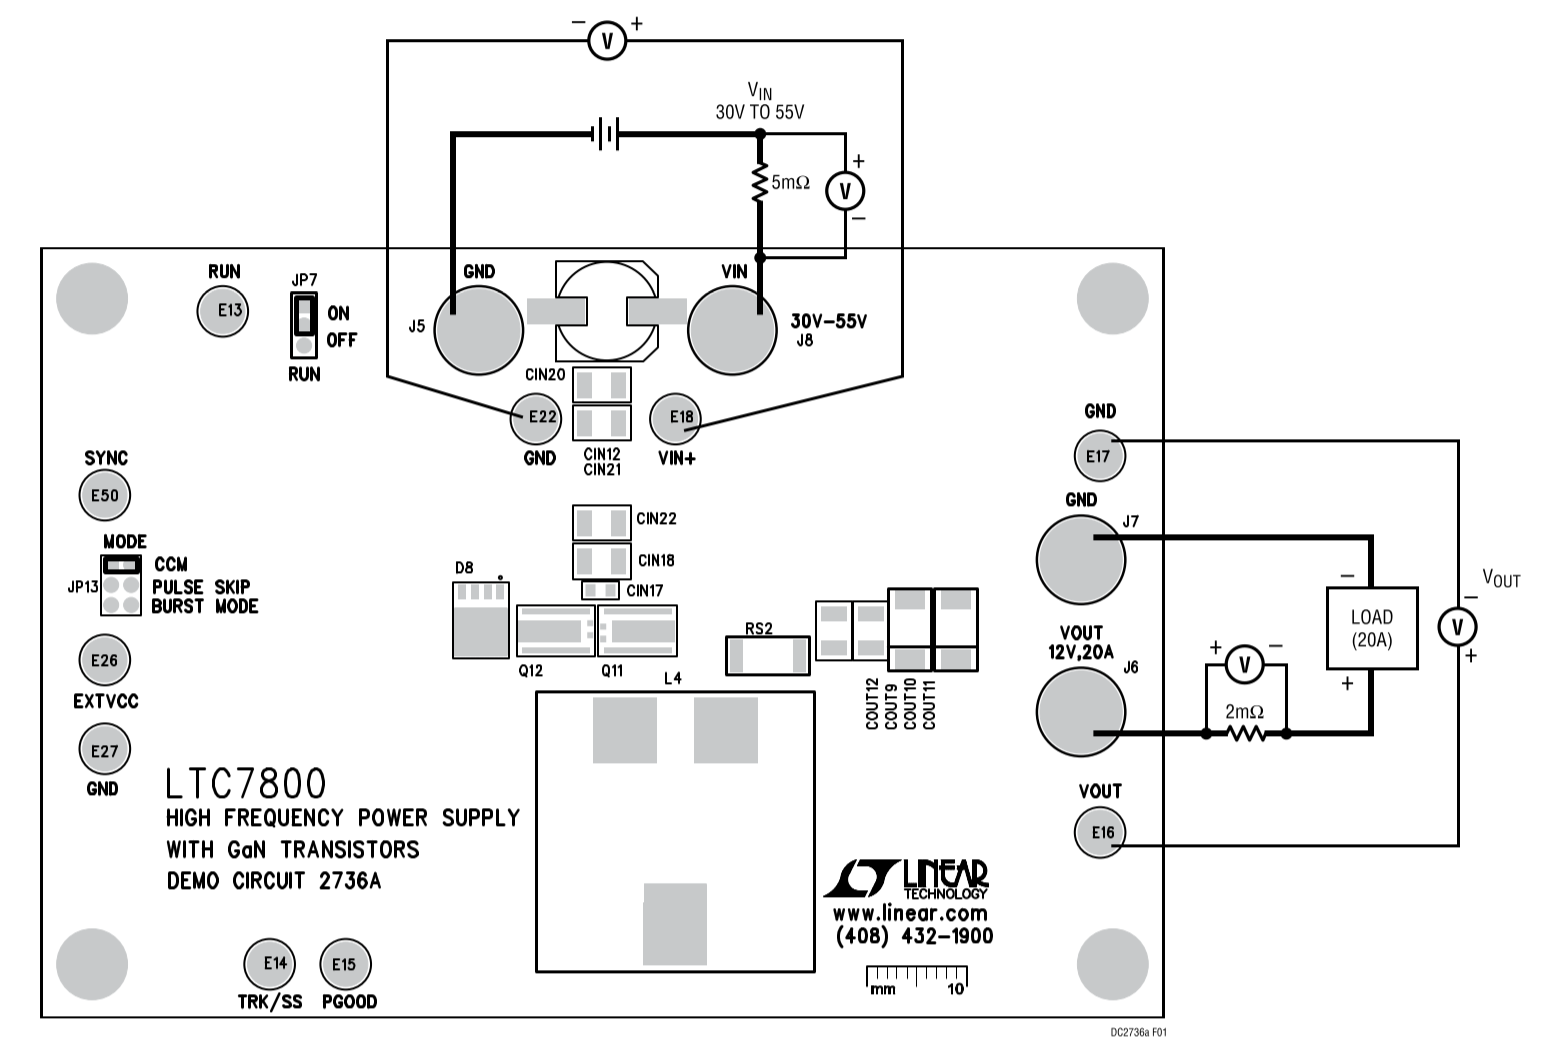 − V +
VIN
30V TO 55V
5mΩ
+
V
−
RUN
E13
JP7
ON
OFF
RUN
GND
J5
VIN
30V−55V
J8
CIN20
E22
GND
CIN12
CIN21
E18
VIN+
SYNC
E50
MODE
JP13
CCM
PULSE SKIP
BURST MODE
E26
EXTVCC
E27
GND
CIN22
CIN18
CIN17
D8
Q12
Q11
RS2
L4
COUT12
COUT9
COUT10
COUT11
GND
E17
GND
J7
VOUT
12V,20A
J6
VOUT
E16
−
LOAD
(20A)
+
+ V −
2mΩ
VOUT
−
V
+
LTC7800
HIGH FREQUENCY POWER SUPPLY
WITH GaN TRANSISTORS
DEMO CIRCUIT 2736A
E14
TRK/SS
E15
PGOOD
LT LINEAR
TECHNOLOGY
www.linear.com
(408) 432-1900
mm 10
DC2736a F01